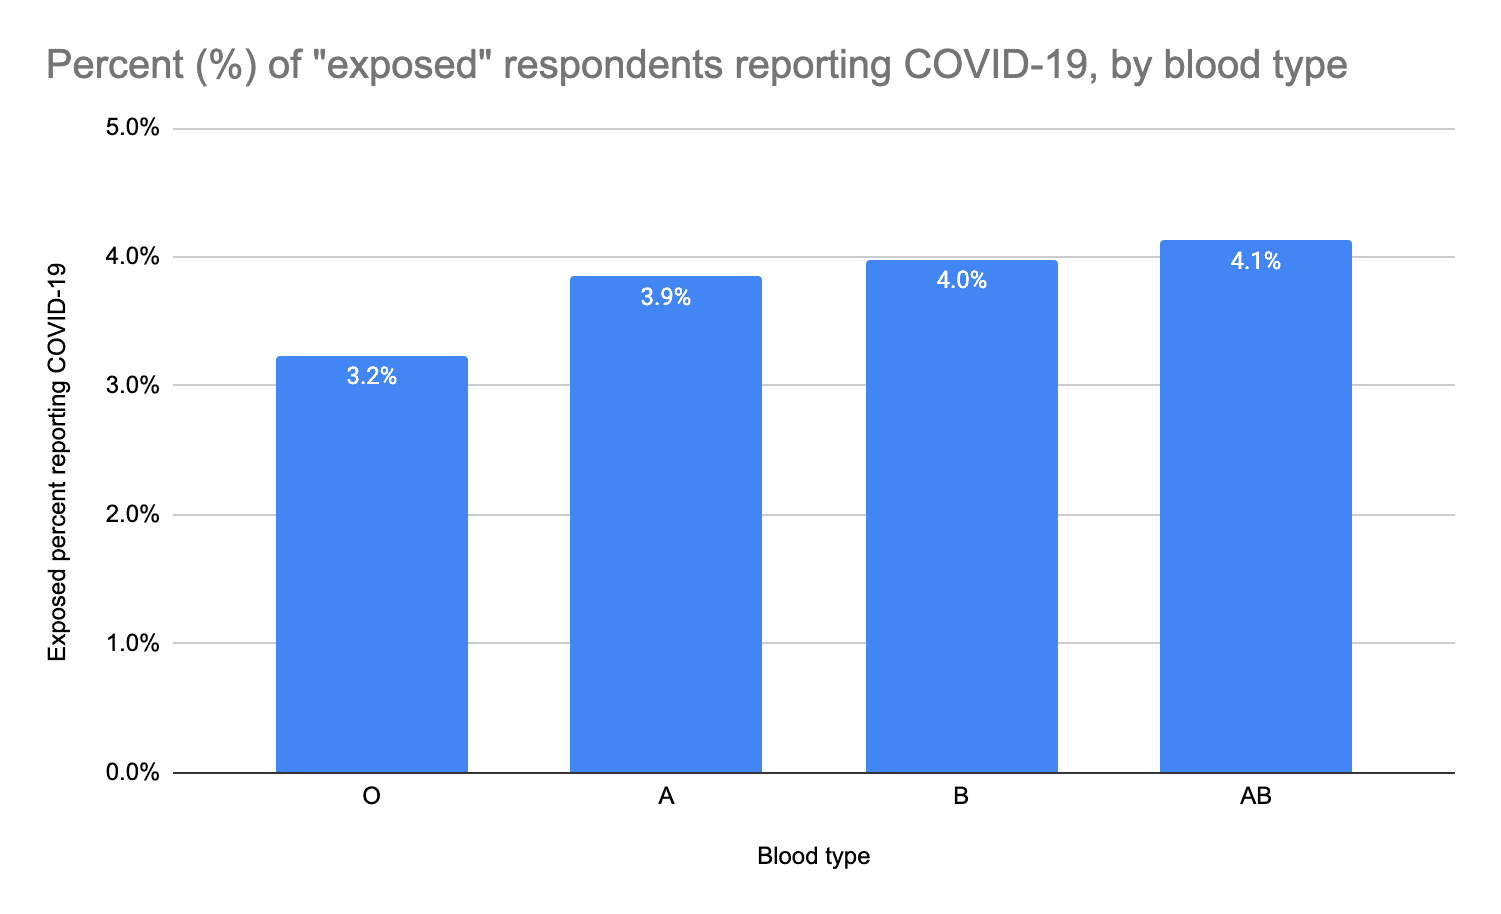 Percent (%) of "exposed" respondents reporting COVID-19, by blood type
Exposed percent reporting COVID-19
5.0%
4.0%
3.0%
2.0%
1.0%
0.0%
3.2%
3.9%
4.0%
4.1%
O
A
B
AB
Blood type